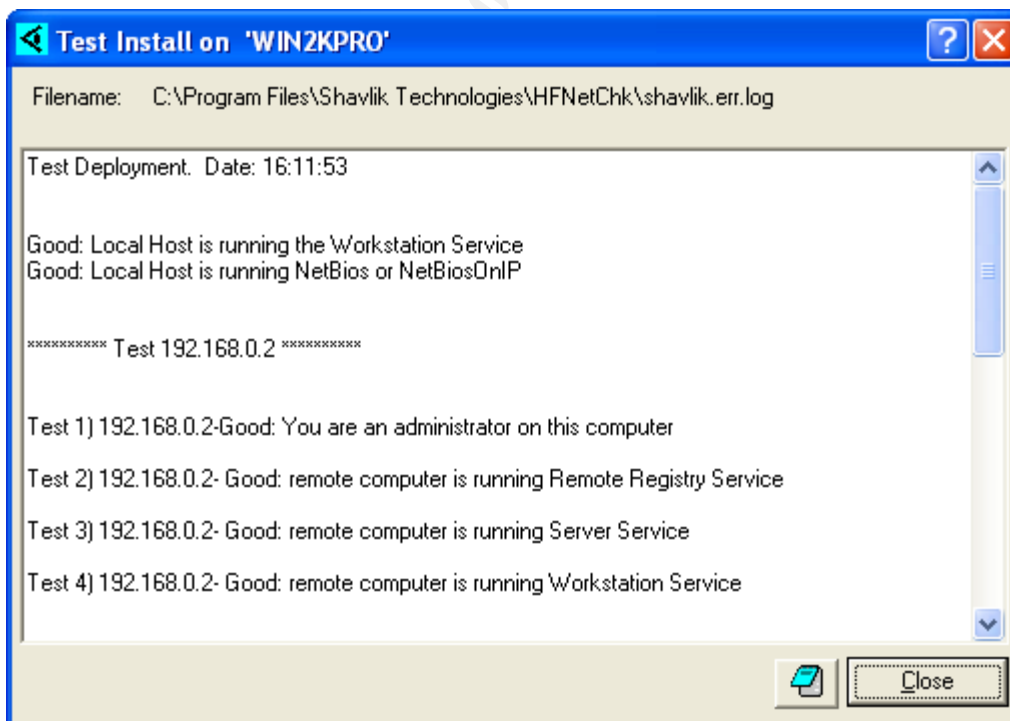 Test Install on 'WIN2KPRO'
Filename: C:\Program Files\Shavlik Technologies\HFNetChk\shavlik.err.log
Test Deployment. Date: 16:11:53
Good: Local Host is running the Workstation Service
Good: Local Host is running NetBios or NetBiosOnIP
********** Test 192.168.0.2 **********
Test 1) 192.168.0.2-Good: You are an administrator on this computer
Test 2) 192.168.0.2- Good: remote computer is running Remote Registry Service
Test 3) 192.168.0.2- Good: remote computer is running Server Service
Test 4) 192.168.0.2- Good: remote computer is running Workstation Service
Close